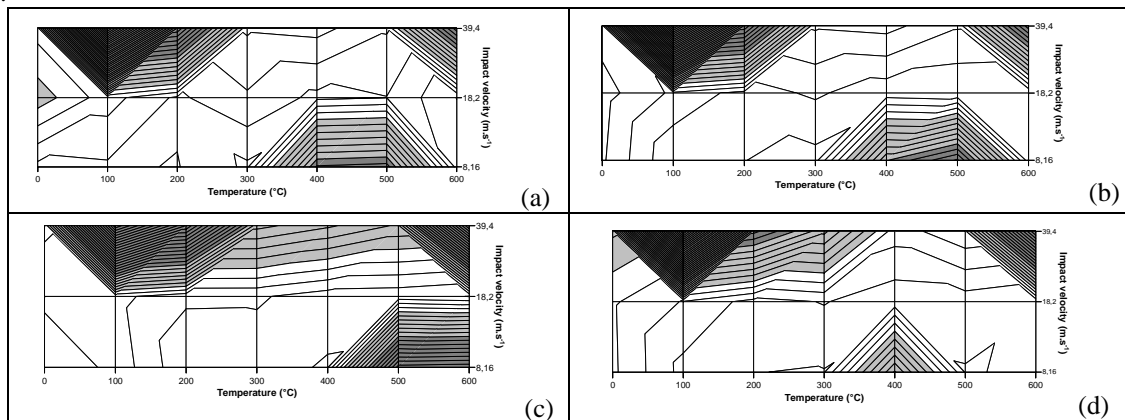 39,4
18,2
8,16
Impact velocity (m.s⁻¹)
0 100 200 300 400 500 600
Temperature (°C)
(a)
39,4
18,2
8,16
Impact velocity (m.s⁻¹)
0 100 200 300 400 500 600
Temperature (°C)
(b)
39,4
18,2
8,16
Impact velocity (m.s⁻¹)
0 100 200 300 400 500 600
Temperature (°C)
(c)
39,4
18,2
8,16
Impact velocity (m.s⁻¹)
0 100 200 300 400 500 600
Temperature (°C)
(d)